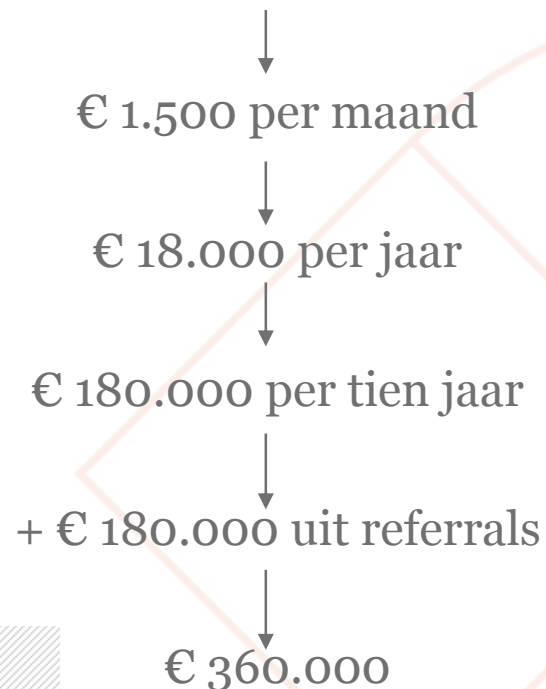 € 1.500 per maand
€ 18.000 per jaar
€ 180.000 per tien jaar
+ € 180.000 uit referrals
€ 360.000